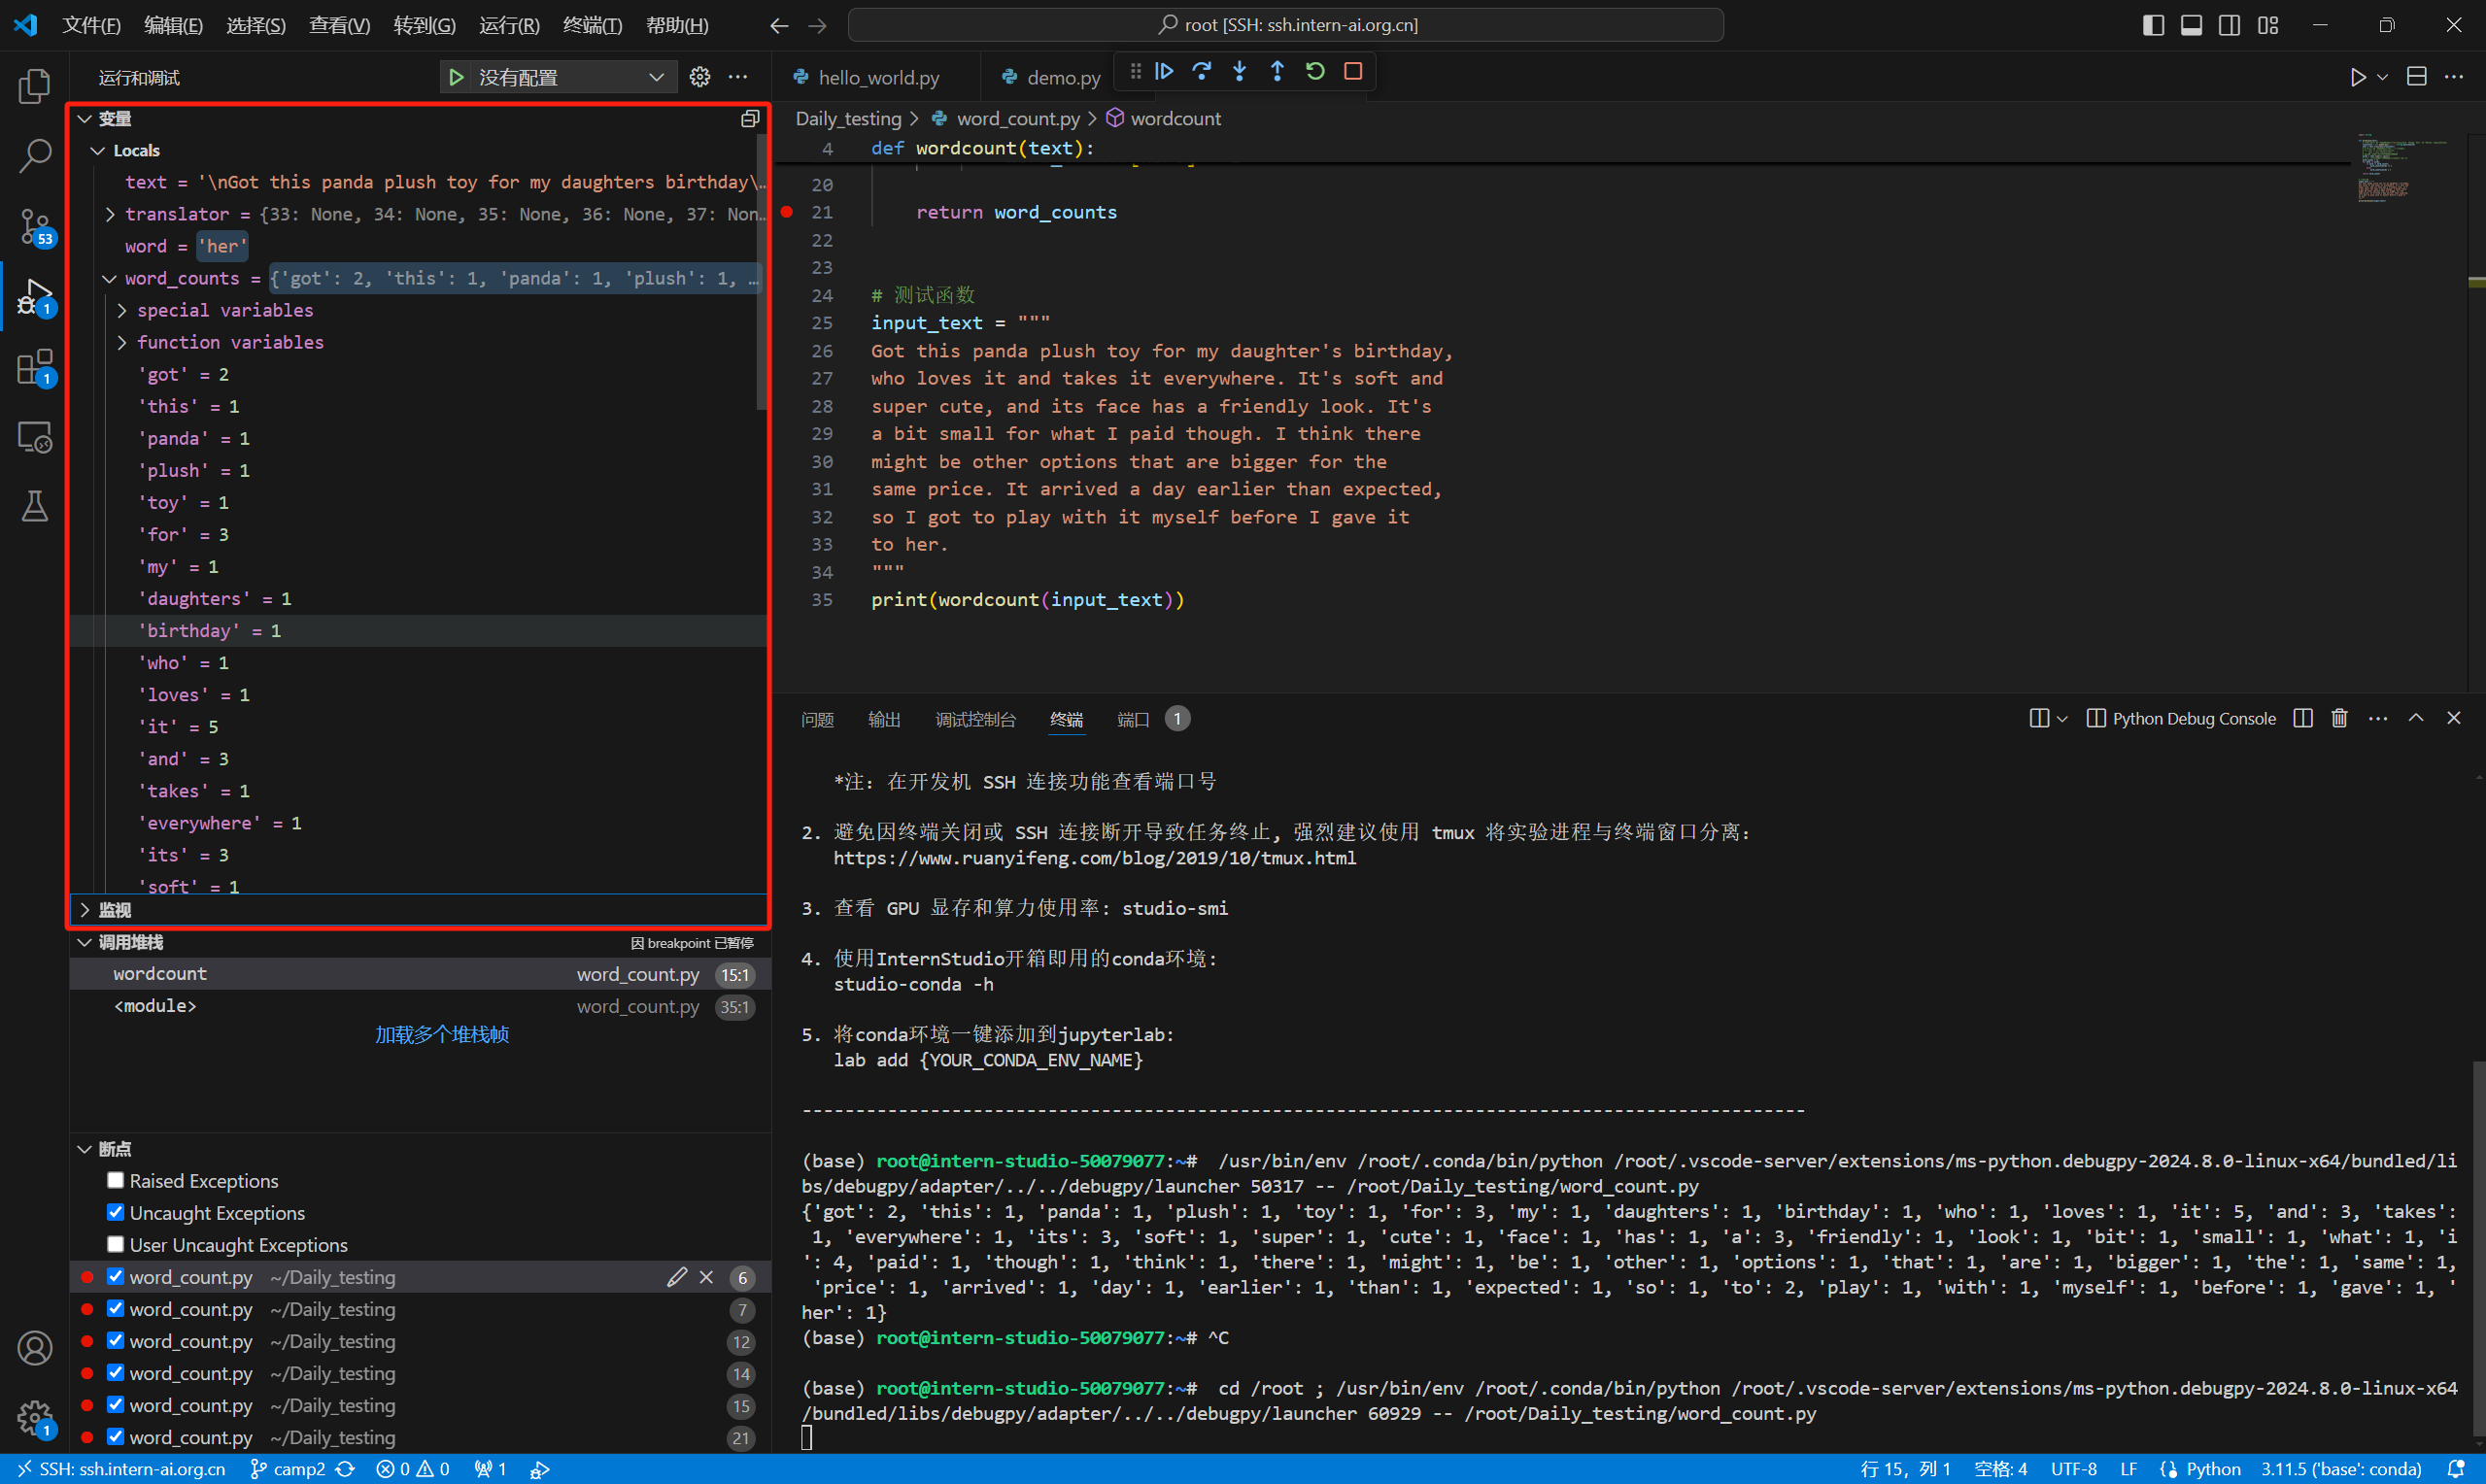 文件(F) 编辑(E) 选择(S) 查看(V) 转到(G) 运行(R) 终端(T) 帮助(H) root [SSH: ssh.intern-ai.org.cn]
运行和调试 没有配置
变量
Locals
text = '\nGot this panda plush toy for my daughters birthday\…
translator = {33: None, 34: None, 35: None, 36: None, 37: Non…
word = 'her'
word_counts = {'got': 2, 'this': 1, 'panda': 1, 'plush': 1, …
special variables
function variables
'got' = 2
'this' = 1
'panda' = 1
'plush' = 1
'toy' = 1
'for' = 3
'my' = 1
'daughters' = 1
'birthday' = 1
'who' = 1
'loves' = 1
'it' = 5
'and' = 3
'takes' = 1
'everywhere' = 1
'its' = 3
'soft' = 1
监视
调用堆栈 因 breakpoint 已暂停
wordcount word_count.py 15:1
<module> word_count.py 35:1
加载多个堆栈帧
断点
Raised Exceptions
Uncaught Exceptions
User Uncaught Exceptions
word_count.py ~/Daily_testing 6
word_count.py ~/Daily_testing 7
word_count.py ~/Daily_testing 12
word_count.py ~/Daily_testing 14
word_count.py ~/Daily_testing 15
word_count.py ~/Daily_testing 21
53
1
1
1
hello_world.py demo.py
Daily_testing > word_count.py > wordcount
4 def wordcount(text):
20
21 return word_counts
22
23
24 # 测试函数
25 input_text = """
26 Got this panda plush toy for my daughter's birthday,
27 who loves it and takes it everywhere. It's soft and
28 super cute, and its face has a friendly look. It's
29 a bit small for what I paid though. I think there
30 might be other options that are bigger for the
31 same price. It arrived a day earlier than expected,
32 so I got to play with it myself before I gave it
33 to her.
34 """
35 print(wordcount(input_text))
问题 输出 调试控制台 终端 端口 1 Python Debug Console
*注: 在开发机 SSH 连接功能查看端口号
2. 避免因终端关闭或 SSH 连接断开导致任务终止, 强烈建议使用 tmux 将实验进程与终端窗口分离:
https://www.ruanyifeng.com/blog/2019/10/tmux.html
3. 查看 GPU 显存和算力使用率: studio-smi
4. 使用InternStudio开箱即用的conda环境:
studio-conda -h
5. 将conda环境一键添加到jupyterlab:
lab add {YOUR_CONDA_ENV_NAME}
----------------------------------------------------------------------------------------------
(base) root@intern-studio-50079077:~# /usr/bin/env /root/.conda/bin/python /root/.vscode-server/extensions/ms-python.debugpy-2024.8.0-linux-x64/bundled/li
bs/debugpy/adapter/../../debugpy/launcher 50317 -- /root/Daily_testing/word_count.py
{'got': 2, 'this': 1, 'panda': 1, 'plush': 1, 'toy': 1, 'for': 3, 'my': 1, 'daughters': 1, 'birthday': 1, 'who': 1, 'loves': 1, 'it': 5, 'and': 3, 'takes':
1, 'everywhere': 1, 'its': 3, 'soft': 1, 'super': 1, 'cute': 1, 'face': 1, 'has': 1, 'a': 3, 'friendly': 1, 'look': 1, 'bit': 1, 'small': 1, 'what': 1, 'i
': 4, 'paid': 1, 'though': 1, 'think': 1, 'there': 1, 'might': 1, 'be': 1, 'other': 1, 'options': 1, 'that': 1, 'are': 1, 'bigger': 1, 'the': 1, 'same': 1,
'price': 1, 'arrived': 1, 'day': 1, 'earlier': 1, 'than': 1, 'expected': 1, 'so': 1, 'to': 2, 'play': 1, 'with': 1, 'myself': 1, 'before': 1, 'gave': 1, '
her': 1}
(base) root@intern-studio-50079077:~# ^C
(base) root@intern-studio-50079077:~# cd /root ; /usr/bin/env /root/.conda/bin/python /root/.vscode-server/extensions/ms-python.debugpy-2024.8.0-linux-x64
/bundled/libs/debugpy/adapter/../../debugpy/launcher 60929 -- /root/Daily_testing/word_count.py
SSH: ssh.intern-ai.org.cn camp2 0 0 1 行 15, 列 1 空格: 4 UTF-8 LF Python 3.11.5 ('base': conda)